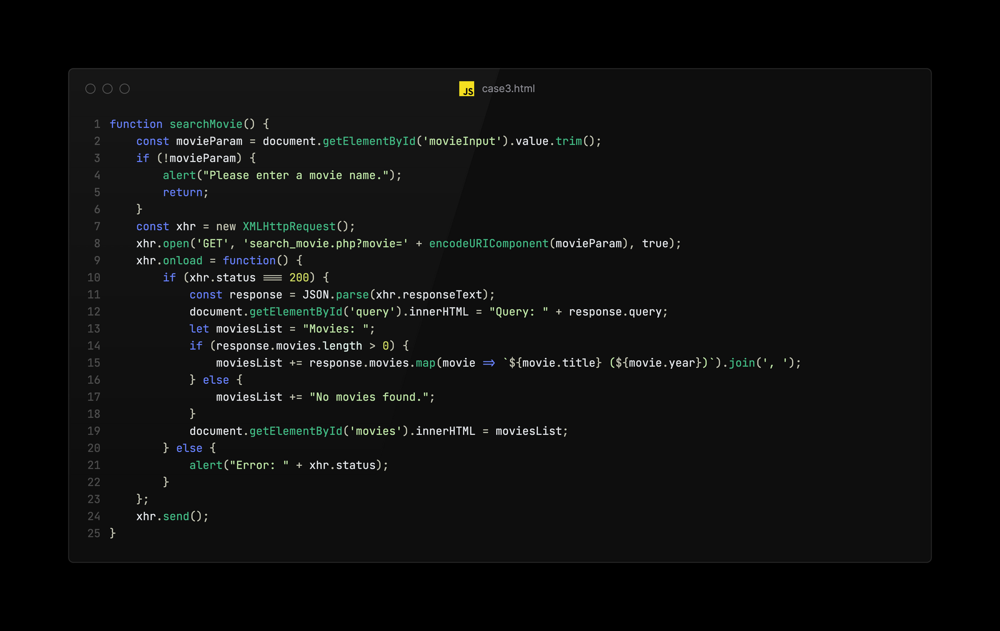 JS case3.html
1 function searchMovie() {
2     const movieParam = document.getElementById('movieInput').value.trim();
3     if (!movieParam) {
4         alert("Please enter a movie name.");
5         return;
6     }
7     const xhr = new XMLHttpRequest();
8     xhr.open('GET', 'search_movie.php?movie=' + encodeURIComponent(movieParam), true);
9     xhr.onload = function() {
10         if (xhr.status === 200) {
11             const response = JSON.parse(xhr.responseText);
12             document.getElementById('query').innerHTML = "Query: " + response.query;
13             let moviesList = "Movies: ";
14             if (response.movies.length > 0) {
15                 moviesList += response.movies.map(movie => `${movie.title} (${movie.year})`).join(', ');
16             } else {
17                 moviesList += "No movies found.";
18             }
19             document.getElementById('movies').innerHTML = moviesList;
20         } else {
21             alert("Error: " + xhr.status);
22         }
23     };
24     xhr.send();
25 }